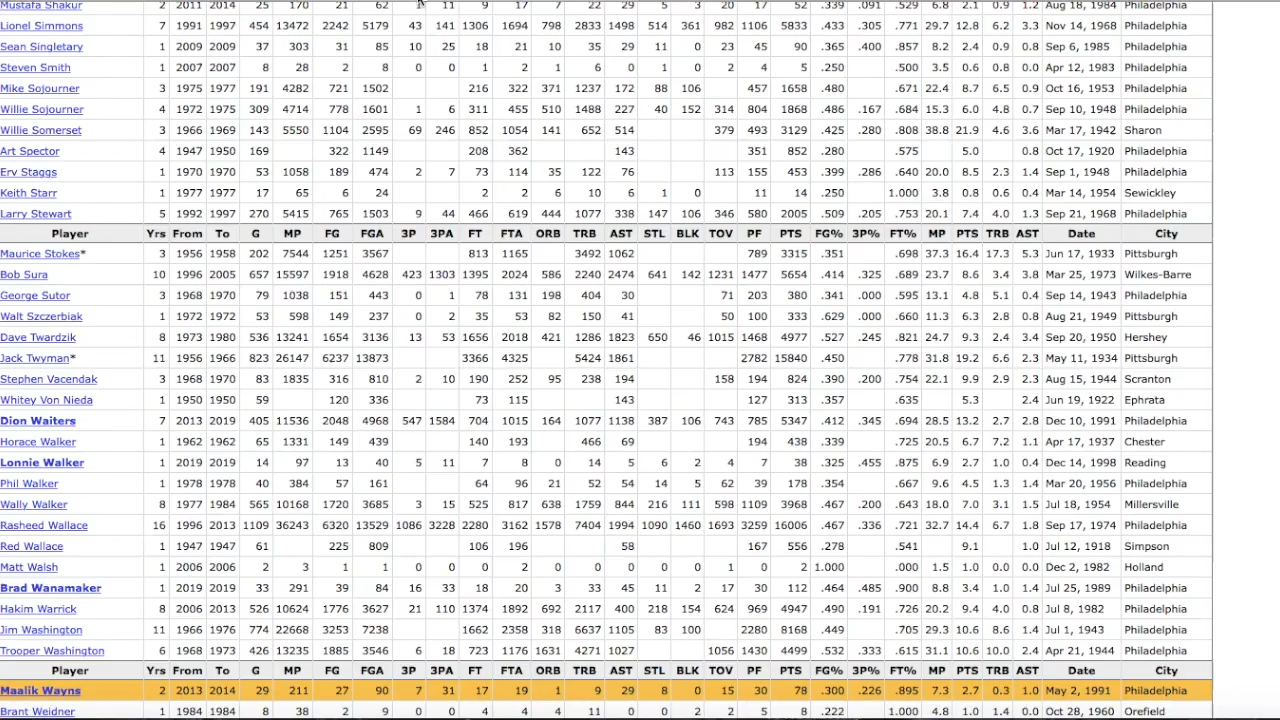 Mustafa Shakur 2 2011 2014 25 170 21 62 3 11 9 17 7 22 29 5 3 20 17 52 .339 .091 .529 6.8 2.1 0.9 1.2 Aug 18, 1984 Philadelphia
Lionel Simmons 7 1991 1997 454 13472 2242 5179 43 141 1306 1694 798 2833 1498 514 361 982 1106 5833 .433 .305 .771 29.7 12.8 6.2 3.3 Nov 14, 1968 Philadelphia
Sean Singletary 1 2009 2009 37 303 31 85 10 25 18 21 10 35 29 11 0 23 45 90 .365 .400 .857 8.2 2.4 0.9 0.8 Sep 6, 1985 Philadelphia
Steven Smith 1 2007 2007 8 28 2 8 0 0 1 2 1 6 0 1 0 2 4 5 .250 .500 3.5 0.6 0.8 0.0 Apr 12, 1983 Philadelphia
Mike Sojourner 3 1975 1977 191 4282 721 1502 216 322 371 1237 172 88 106 457 1658 .480 .671 22.4 8.7 6.5 0.9 Oct 16, 1953 Philadelphia
Willie Sojourner 4 1972 1975 309 4714 778 1601 1 6 311 455 510 1488 227 40 152 314 804 1868 .486 .167 .684 15.3 6.0 4.8 0.7 Sep 10, 1948 Philadelphia
Willie Somerset 3 1966 1969 143 5550 1104 2595 69 246 852 1054 141 652 514 379 493 3129 .425 .280 .808 38.8 21.9 4.6 3.6 Mar 17, 1942 Sharon
Art Spector 4 1947 1950 169 322 1149 208 362 143 351 852 .280 .575 5.0 0.8 Oct 17, 1920 Philadelphia
Erv Staggs 1 1970 1970 53 1058 189 474 2 7 73 114 35 122 76 113 155 453 .399 .286 .640 20.0 8.5 2.3 1.4 Sep 1, 1948 Philadelphia
Keith Starr 1 1977 1977 17 65 6 24 2 2 6 10 6 1 0 11 14 .250 1.000 3.8 0.8 0.6 0.4 Mar 14, 1954 Sewickley
Larry Stewart 5 1992 1997 270 5415 765 1503 9 44 466 619 444 1077 338 147 106 346 580 2005 .509 .205 .753 20.1 7.4 4.0 1.3 Sep 21, 1968 Philadelphia
Player Yrs From To G MP FG FGA 3P 3PA FT FTA ORB TRB AST STL BLK TOV PF PTS FG% 3P% FT% MP PTS TRB AST Date City
Maurice Stokes* 3 1956 1958 202 7544 1251 3567 813 1165 3492 1062 789 3315 .351 .698 37.3 16.4 17.3 5.3 Jun 17, 1933 Pittsburgh
Bob Sura 10 1996 2005 657 15597 1918 4628 423 1303 1395 2024 586 2240 2474 641 142 1231 1477 5654 .414 .325 .689 23.7 8.6 3.4 3.8 Mar 25, 1973 Wilkes-Barre
George Sutor 3 1968 1970 79 1038 151 443 0 1 78 131 198 404 30 71 203 380 .341 .000 .595 13.1 4.8 5.1 0.4 Sep 14, 1943 Philadelphia
Walt Szczerbiak 1 1972 1972 53 598 149 237 0 2 35 53 82 150 41 50 100 333 .629 .000 .660 11.3 6.3 2.8 0.8 Aug 21, 1949 Pittsburgh
Dave Twardzik 8 1973 1980 536 13241 1654 3136 13 53 1656 2018 421 1286 1823 650 46 1015 1468 4977 .527 .245 .821 24.7 9.3 2.4 3.4 Sep 20, 1950 Hershey
Jack Twyman* 11 1956 1966 823 26147 6237 13873 3366 4325 5424 1861 2782 15840 .450 .778 31.8 19.2 6.6 2.3 May 11, 1934 Pittsburgh
Stephen Vacendak 3 1968 1970 83 1835 316 810 2 10 190 252 95 238 194 158 194 824 .390 .200 .754 22.1 9.9 2.9 2.3 Aug 15, 1944 Scranton
Whitey Von Nieda 1 1950 1950 59 120 336 73 115 143 127 313 .357 .635 5.3 2.4 Jun 19, 1922 Ephrata
Dion Waiters 7 2013 2019 405 11536 2048 4968 547 1584 704 1015 164 1077 1138 387 106 743 785 5347 .412 .345 .694 28.5 13.2 2.7 2.8 Dec 10, 1991 Philadelphia
Horace Walker 1 1962 1962 65 1331 149 439 140 193 466 69 194 438 .339 .725 20.5 6.7 7.2 1.1 Apr 17, 1937 Chester
Lonnie Walker 1 2019 2019 14 97 13 40 5 11 7 8 0 14 5 6 2 4 7 38 .325 .455 .875 6.9 2.7 1.0 0.4 Dec 14, 1998 Reading
Phil Walker 1 1978 1978 40 384 57 161 64 96 21 52 54 14 5 62 39 178 .354 .667 9.6 4.5 1.3 1.4 Mar 20, 1956 Philadelphia
Wally Walker 8 1977 1984 565 10168 1720 3685 3 15 525 817 638 1759 844 216 111 598 1109 3968 .467 .200 .643 18.0 7.0 3.1 1.5 Jul 18, 1954 Millersville
Rasheed Wallace 16 1996 2013 1109 36243 6320 13529 1086 3228 2280 3162 1578 7404 1994 1090 1460 1693 3259 16006 .467 .336 .721 32.7 14.4 6.7 1.8 Sep 17, 1974 Philadelphia
Red Wallace 1 1947 1947 61 225 809 106 196 58 167 556 .278 .541 9.1 1.0 Jul 12, 1918 Simpson
Matt Walsh 1 2006 2006 2 3 1 1 0 0 0 2 0 0 0 0 0 1 0 2 1.000 .000 1.5 1.0 0.0 0.0 Dec 2, 1982 Holland
Brad Wanamaker 1 2019 2019 33 291 39 84 16 33 18 20 3 33 45 11 2 17 30 112 .464 .485 .900 8.8 3.4 1.0 1.4 Jul 25, 1989 Philadelphia
Hakim Warrick 8 2006 2013 526 10624 1776 3627 21 110 1374 1892 692 2117 400 218 154 624 969 4947 .490 .191 .726 20.2 9.4 4.0 0.8 Jul 8, 1982 Philadelphia
Jim Washington 11 1966 1976 774 22668 3253 7238 1662 2358 318 6637 1105 83 100 2280 8168 .449 .705 29.3 10.6 8.6 1.4 Jul 1, 1943 Philadelphia
Trooper Washington 6 1968 1973 426 13235 1885 3546 6 18 723 1176 1631 4271 1027 1056 1430 4499 .532 .333 .615 31.1 10.6 10.0 2.4 Apr 21, 1944 Philadelphia
Player Yrs From To G MP FG FGA 3P 3PA FT FTA ORB TRB AST STL BLK TOV PF PTS FG% 3P% FT% MP PTS TRB AST Date City
Maalik Wayns 2 2013 2014 29 211 27 90 7 31 17 19 1 9 29 8 0 15 30 78 .300 .226 .895 7.3 2.7 0.3 1.0 May 2, 1991 Philadelphia
Brant Weidner 1 1984 1984 8 38 2 9 0 0 4 4 4 11 0 0 2 2 5 8 .222 1.000 4.8 1.0 1.4 0.0 Oct 28, 1960 Orefield